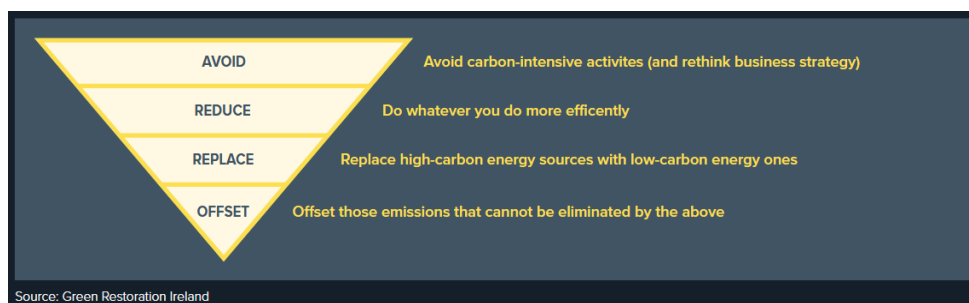 AVOID Avoid carbon-intensive activites (and rethink business strategy)
REDUCE Do whatever you do more efficently
REPLACE Replace high-carbon energy sources with low-carbon energy ones
OFFSET Offset those emissions that cannot be eliminated by the above
Source: Green Restoration Ireland